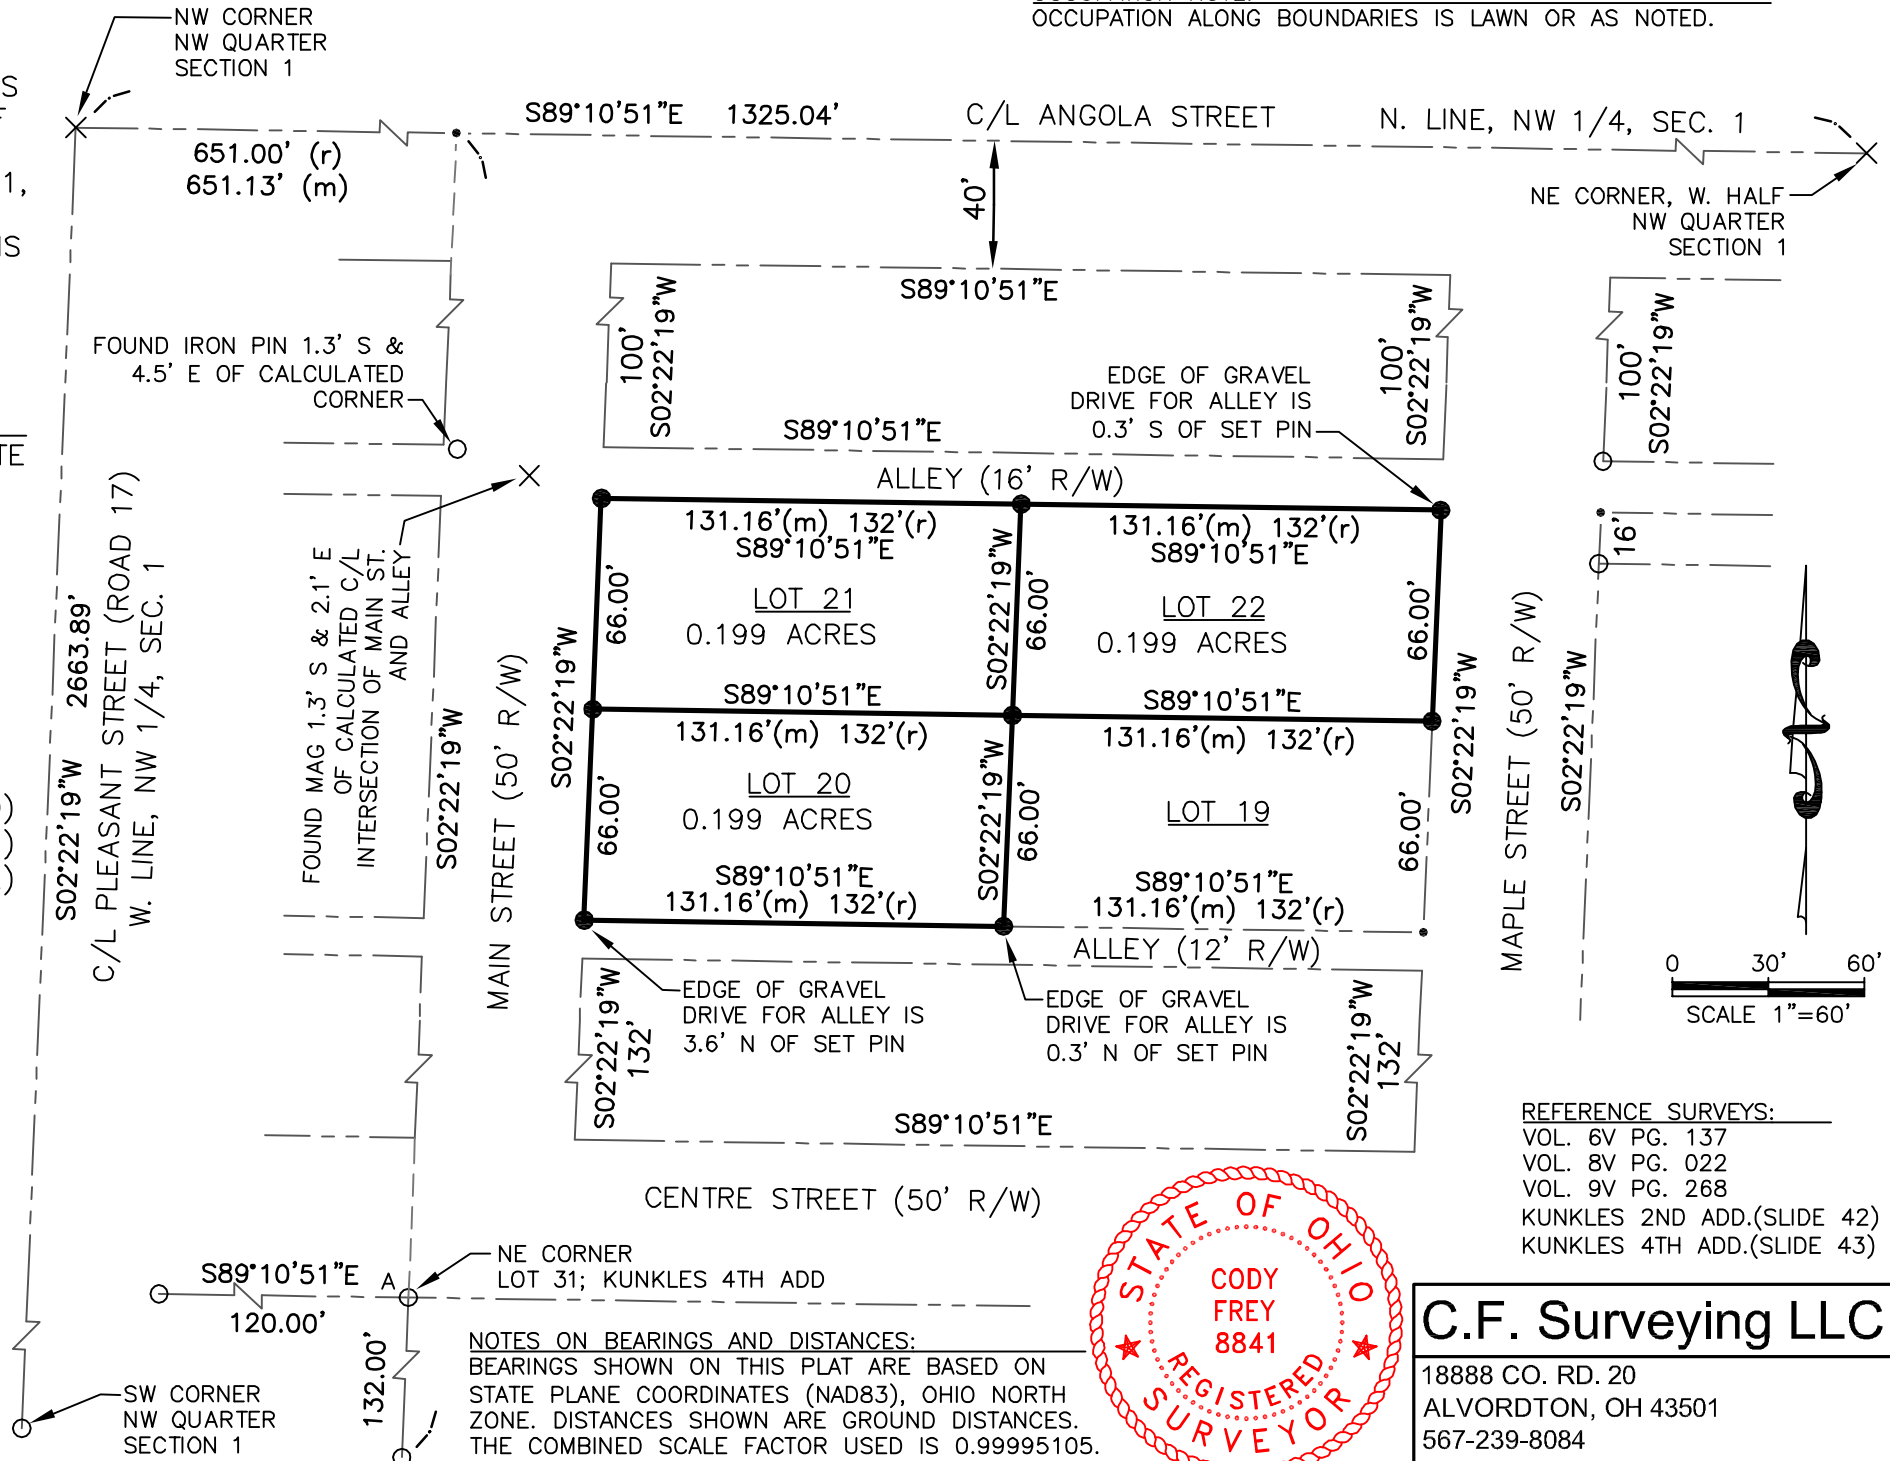 OCCUPATION ALONG BOUNDARIES IS LAWN OR AS NOTED.
NW CORNER
NW QUARTER
SECTION 1
S
1,
IS
TE
S89°10'51"E 1325.04'
C/L ANGOLA STREET
N. LINE, NW 1/4, SEC. 1
651.00' (r)
651.13' (m)
40'
NE CORNER, W. HALF
NW QUARTER
SECTION 1
S89°10'51"E
100'
S02°22'19"W
100'
S02°22'19"W
100'
S02°22'19"W
FOUND IRON PIN 1.3' S &
4.5' E OF CALCULATED
CORNER
EDGE OF GRAVEL
DRIVE FOR ALLEY IS
0.3' S OF SET PIN
S89°10'51"E
ALLEY (16' R/W)
131.16'(m) 132'(r)
S89°10'51"E
131.16'(m) 132'(r)
S89°10'51"E
16'
FOUND MAG 1.3' S & 2.1' E
OF CALCULATED C/L
INTERSECTION OF MAIN ST.
AND ALLEY
S02°22'19"W 2663.89'
C/L PLEASANT STREET (ROAD 17)
W. LINE, NW 1/4, SEC. 1
S02°22'19"W
MAIN STREET (50' R/W)
S02°22'19"W
66.00'
LOT 21
0.199 ACRES
S02°22'19"W
66.00'
LOT 22
0.199 ACRES
66.00'
S89°10'51"E
131.16'(m) 132'(r)
S89°10'51"E
131.16'(m) 132'(r)
S02°22'19"W
MAPLE STREET (50' R/W)
S02°22'19"W
66.00'
LOT 20
0.199 ACRES
S02°22'19"W
66.00'
LOT 19
66.00'
S89°10'51"E
131.16'(m) 132'(r)
S89°10'51"E
131.16'(m) 132'(r)
ALLEY (12' R/W)
0 30' 60'
SCALE 1"=60'
EDGE OF GRAVEL
DRIVE FOR ALLEY IS
3.6' N OF SET PIN
EDGE OF GRAVEL
DRIVE FOR ALLEY IS
0.3' N OF SET PIN
S02°22'19"W
132'
S02°22'19"W
132'
S89°10'51"E
CENTRE STREET (50' R/W)
REFERENCE SURVEYS:
VOL. 6V PG. 137
VOL. 8V PG. 022
VOL. 9V PG. 268
KUNKLES 2ND ADD.(SLIDE 42)
KUNKLES 4TH ADD.(SLIDE 43)
S89°10'51"E
A
120.00'
NE CORNER
LOT 31; KUNKLES 4TH ADD
132.00'
SW CORNER
NW QUARTER
SECTION 1
NOTES ON BEARINGS AND DISTANCES:
BEARINGS SHOWN ON THIS PLAT ARE BASED ON
STATE PLANE COORDINATES (NAD83), OHIO NORTH
ZONE. DISTANCES SHOWN ARE GROUND DISTANCES.
THE COMBINED SCALE FACTOR USED IS 0.99995105.
STATE OF OHIO
CODY
FREY
8841
REGISTERED
SURVEYOR
C.F. Surveying LLC
18888 CO. RD. 20
ALVORDTON, OH 43501
567-239-8084